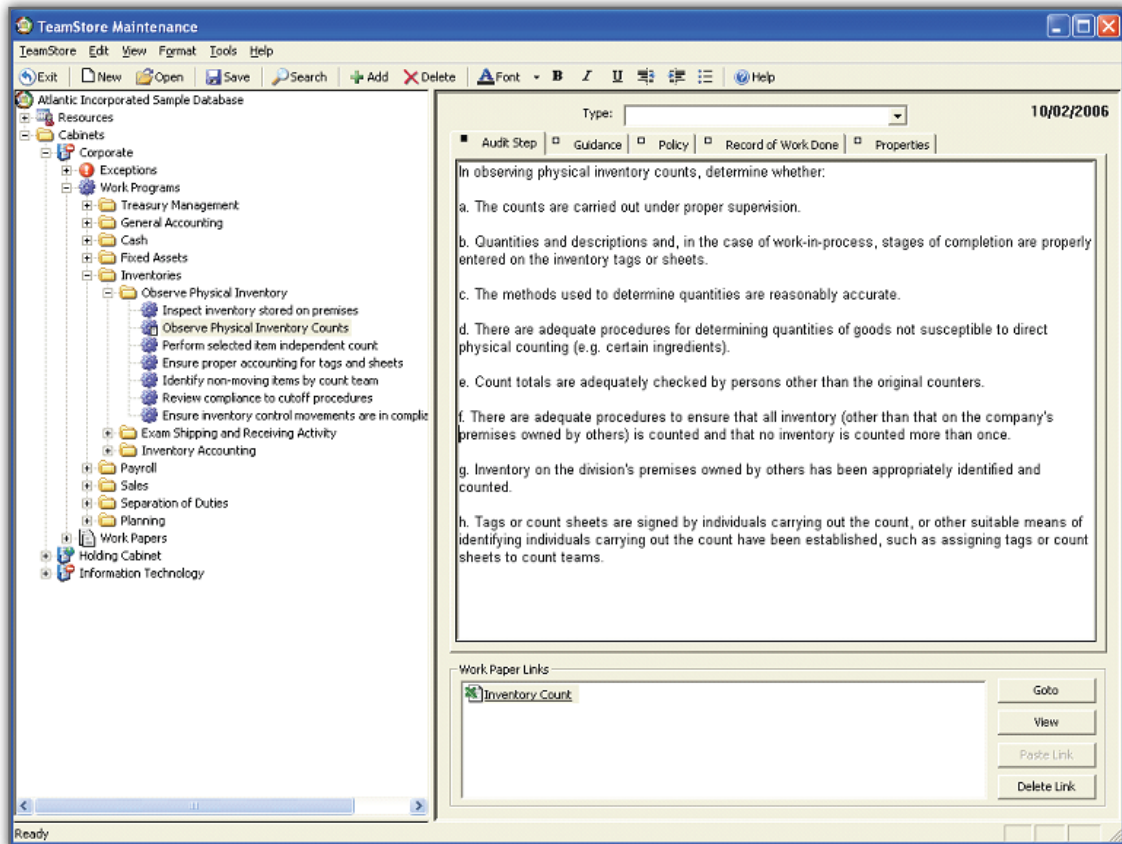 TeamStore Maintenance
TeamStore Edit View Format Tools Help
Exit New Open Save Search Add Delete Font B I U Help
Atlantic Incorporated Sample Database
Resources
Cabinets
Corporate
Exceptions
Work Programs
Treasury Management
General Accounting
Cash
Fixed Assets
Inventories
Observe Physical Inventory
Inspect inventory stored on premises
Observe Physical Inventory Counts
Perform selected item independent count
Ensure proper accounting for tags and sheets
Identify non-moving items by count team
Review compliance to cutoff procedures
Ensure inventory control movements are in complia
Exam Shipping and Receiving Activity
Inventory Accounting
Payroll
Sales
Separation of Duties
Planning
Work Papers
Holding Cabinet
Information Technology
Type:
10/02/2006
Audit Step Guidance Policy Record of Work Done Properties
In observing physical inventory counts, determine whether:
a. The counts are carried out under proper supervision.
b. Quantities and descriptions and, in the case of work-in-process, stages of completion are properly
entered on the inventory tags or sheets.
c. The methods used to determine quantities are reasonably accurate.
d. There are adequate procedures for determining quantities of goods not susceptible to direct
physical counting (e.g. certain ingredients).
e. Count totals are adequately checked by persons other than the original counters.
f. There are adequate procedures to ensure that all inventory (other than that on the company's
premises owned by others) is counted and that no inventory is counted more than once.
g. Inventory on the division's premises owned by others has been appropriately identified and
counted.
h. Tags or count sheets are signed by individuals carrying out the count, or other suitable means of
identifying individuals carrying out the count have been established, such as assigning tags or count
sheets to count teams.
Work Paper Links
Inventory Count
Goto
View
Paste Link
Delete Link
Ready